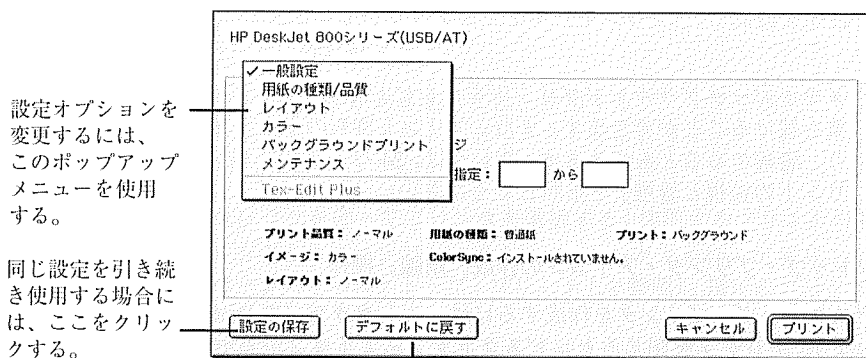 HP DeskJet 800シリーズ(USB/AT)
✓一般設定
用紙の種類/品質
レイアウト
カラー
バックグラウンドプリント
メンテナンス
Tex-Edit Plus
ジ
指定： から
設定オプションを
変更するには、
このポップアップ
メニューを使用
する。
プリント品質： ノーマル 用紙の種類： 普通紙 プリント： バックグラウンド
イメージ： カラー ColorSync： インストールされていません。
レイアウト： ノーマル
同じ設定を引き続
き使用する場合に
は、ここをクリッ
クする。
設定の保存 デフォルトに戻す キャンセル プリント